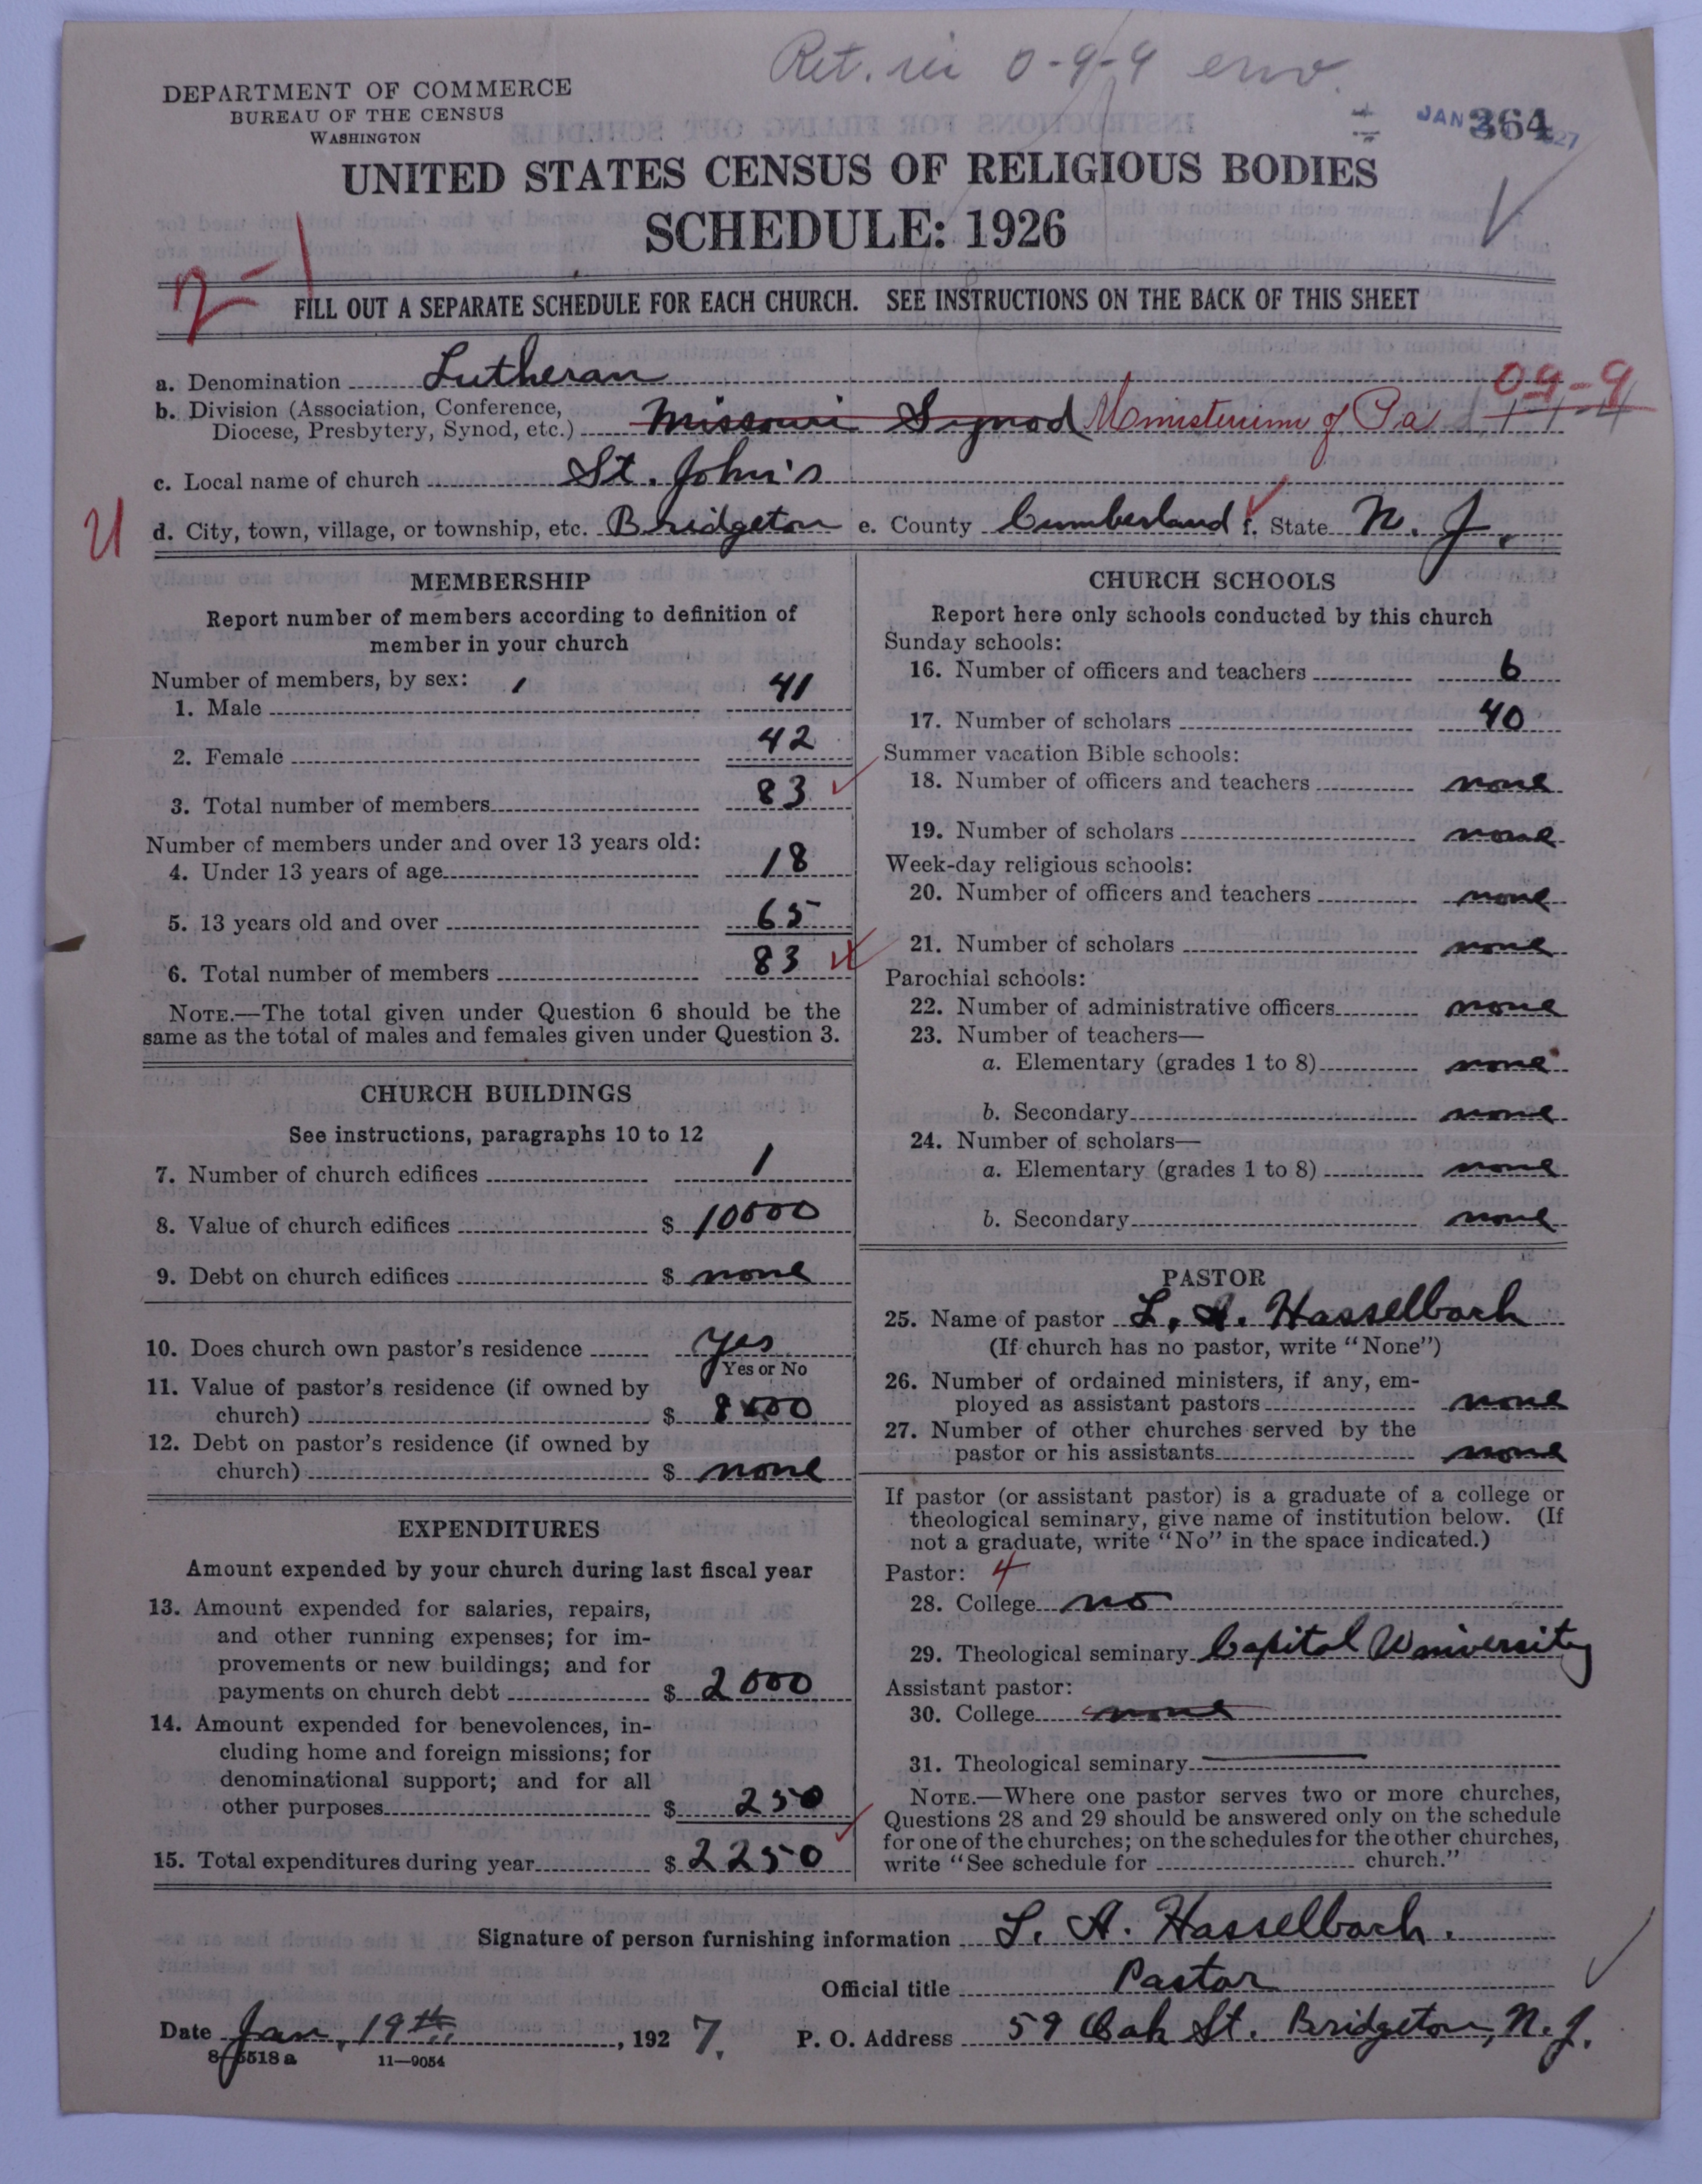 Ret. in 0-9-9 env.
DEPARTMENT OF COMMERCE
BUREAU OF THE CENSUS
WASHINGTON
JAN 364 27
UNITED STATES CENSUS OF RELIGIOUS BODIES
SCHEDULE: 1926
2-1
FILL OUT A SEPARATE SCHEDULE FOR EACH CHURCH. SEE INSTRUCTIONS ON THE BACK OF THIS SHEET
a. Denomination Lutheran
09-9
b. Division (Association, Conference,
Diocese, Presbytery, Synod, etc.) Missouri Synod Ministerium of Pa
c. Local name of church St. John's
U
d. City, town, village, or township, etc. Bridgeton e. County Cumberland f. State N. J.
MEMBERSHIP
Report number of members according to definition of
member in your church
Number of members, by sex:
1. Male 41
2. Female 42
3. Total number of members 83
Number of members under and over 13 years old:
4. Under 13 years of age 18
5. 13 years old and over 65
6. Total number of members 83
NOTE.—The total given under Question 6 should be the
same as the total of males and females given under Question 3.
CHURCH BUILDINGS
See instructions, paragraphs 10 to 12
7. Number of church edifices 1
8. Value of church edifices $ 10000
9. Debt on church edifices $ none
10. Does church own pastor's residence yes
Yes or No
11. Value of pastor's residence (if owned by
church) $ 8000
12. Debt on pastor's residence (if owned by
church) $ none
EXPENDITURES
Amount expended by your church during last fiscal year
13. Amount expended for salaries, repairs,
and other running expenses; for im-
provements or new buildings; and for
payments on church debt $ 2000
14. Amount expended for benevolences, in-
cluding home and foreign missions; for
denominational support; and for all
other purposes $ 250
15. Total expenditures during year $ 2250
CHURCH SCHOOLS
Report here only schools conducted by this church
Sunday schools:
16. Number of officers and teachers 6
17. Number of scholars 40
Summer vacation Bible schools:
18. Number of officers and teachers none
19. Number of scholars none
Week-day religious schools:
20. Number of officers and teachers none
21. Number of scholars none
Parochial schools:
22. Number of administrative officers none
23. Number of teachers—
a. Elementary (grades 1 to 8) none
b. Secondary none
24. Number of scholars—
a. Elementary (grades 1 to 8) none
b. Secondary none
PASTOR
25. Name of pastor L. A. Hasselbach
(If church has no pastor, write "None")
26. Number of ordained ministers, if any, em-
ployed as assistant pastors none
27. Number of other churches served by the
pastor or his assistants none
If pastor (or assistant pastor) is a graduate of a college or
theological seminary, give name of institution below. (If
not a graduate, write "No" in the space indicated.)
Pastor: 4
28. College no
29. Theological seminary Capital University
Assistant pastor:
30. College none
31. Theological seminary
NOTE.—Where one pastor serves two or more churches,
Questions 28 and 29 should be answered only on the schedule
for one of the churches; on the schedules for the other churches,
write "See schedule for church."
Signature of person furnishing information L. A. Hasselbach.
Official title Pastor
Date Jan. 19th, 1927. P. O. Address 59 Oak St. Bridgeton, N. J.
8-5518 a 11—9054